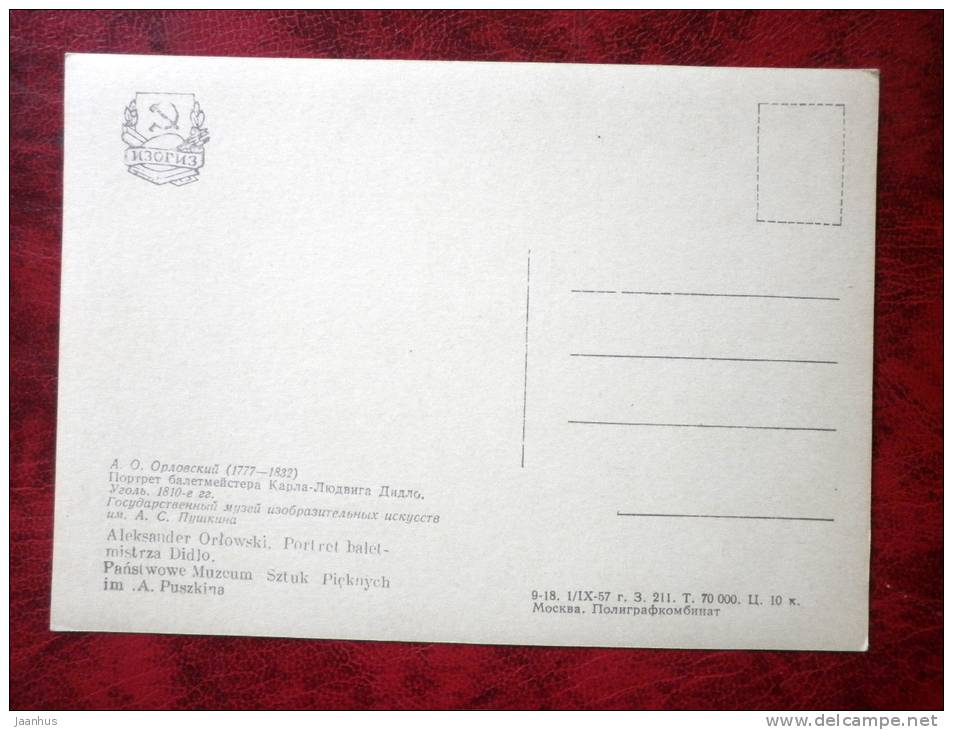 ИЗОГИЗ
А. О. Орловский (1777—1832)
Портрет балетмейстера Карла-Людвига Дидло.
Уголь. 1810-е гг.
Государственный музей изобразительных искусств
им. А. С. Пушкина
Aleksander Orłowski. Portret balet-
mistrza Didlo.
Państwowe Muzeum Sztuk Pięknych
im .A. Puszkina
9-18. 1/IX-57 г. З. 211. Т. 70 000. Ц. 10 к.
Москва. Полиграфкомбинат
jaanhus
www.delcampe.net